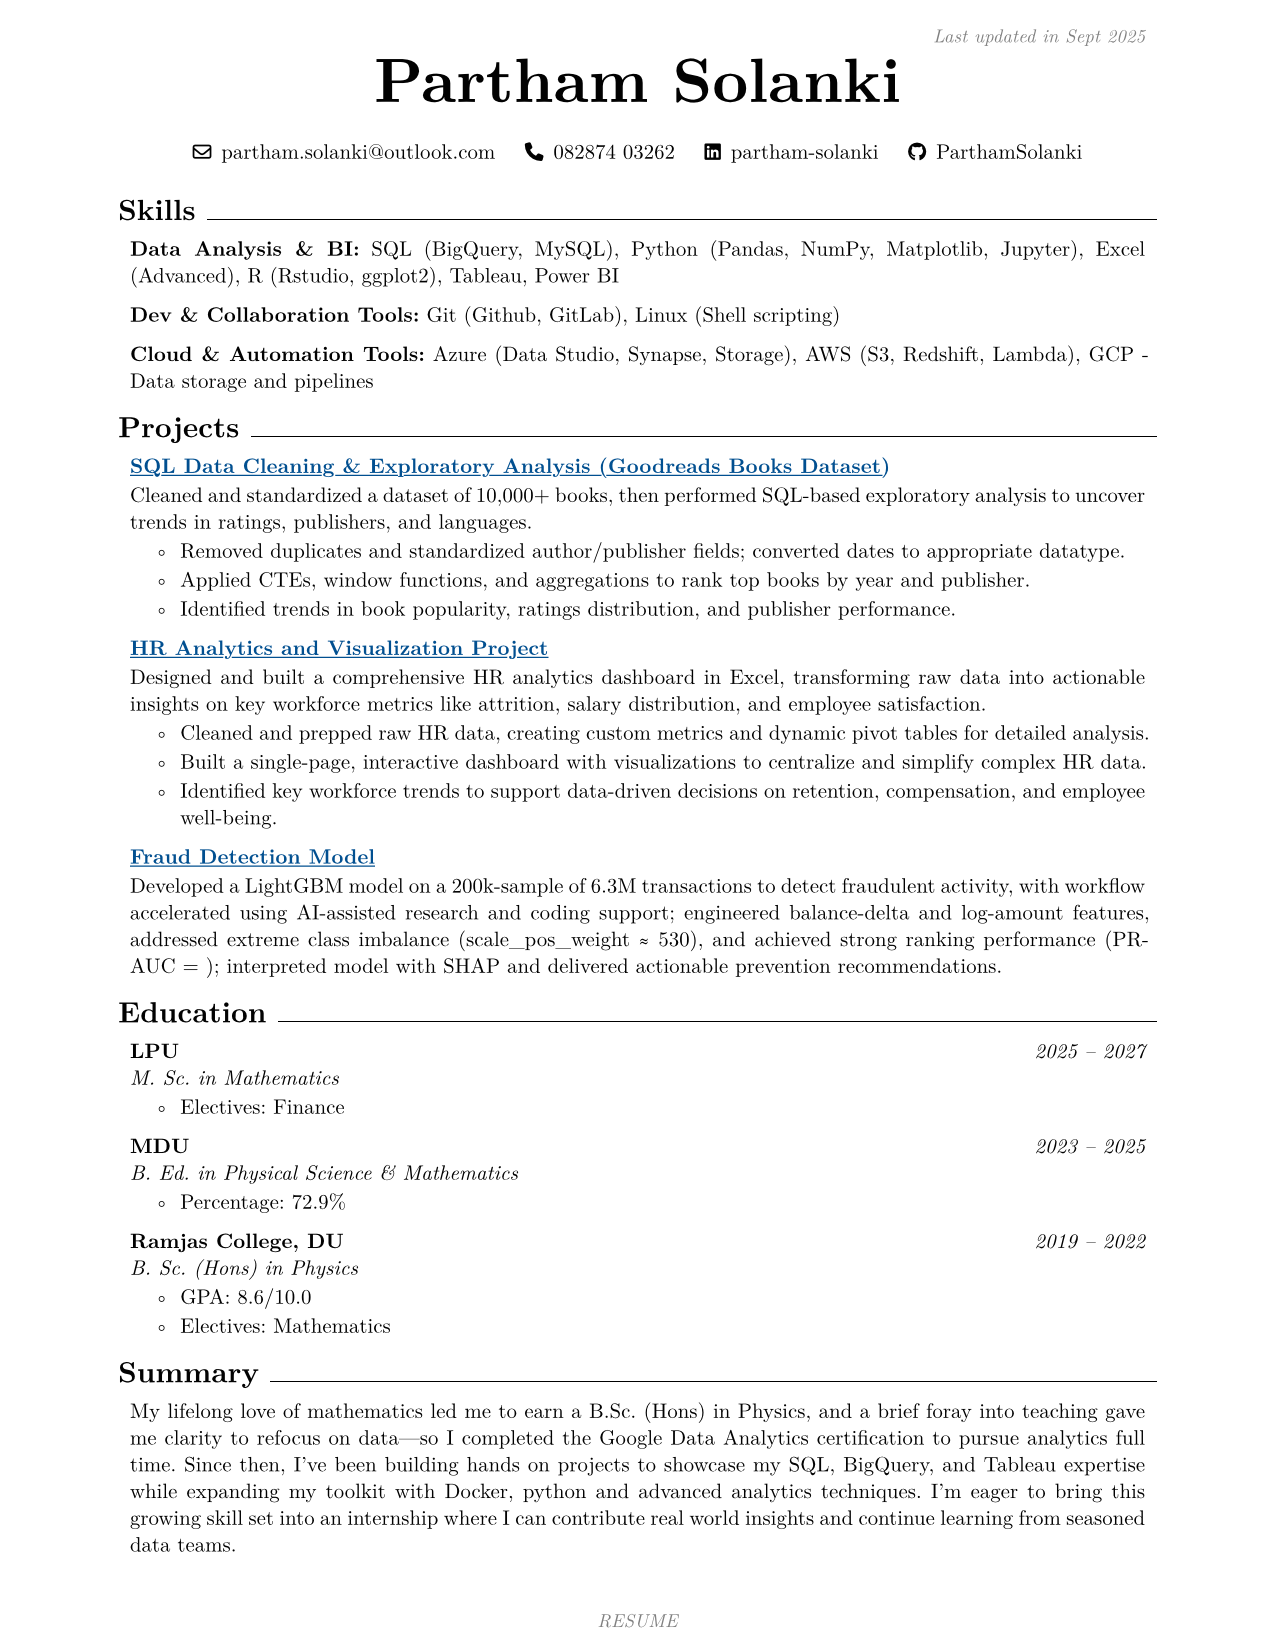 Last updated in Sept 2025
Partham Solanki
partham.solanki@outlook.com 082874 03262 partham-solanki ParthamSolanki
Skills
Data Analysis & BI: SQL (BigQuery, MySQL), Python (Pandas, NumPy, Matplotlib, Jupyter), Excel
(Advanced), R (Rstudio, ggplot2), Tableau, Power BI
Dev & Collaboration Tools: Git (Github, GitLab), Linux (Shell scripting)
Cloud & Automation Tools: Azure (Data Studio, Synapse, Storage), AWS (S3, Redshift, Lambda), GCP -
Data storage and pipelines
Projects
SQL Data Cleaning & Exploratory Analysis (Goodreads Books Dataset)
Cleaned and standardized a dataset of 10,000+ books, then performed SQL-based exploratory analysis to uncover
trends in ratings, publishers, and languages.
◦ Removed duplicates and standardized author/publisher fields; converted dates to appropriate datatype.
◦ Applied CTEs, window functions, and aggregations to rank top books by year and publisher.
◦ Identified trends in book popularity, ratings distribution, and publisher performance.
HR Analytics and Visualization Project
Designed and built a comprehensive HR analytics dashboard in Excel, transforming raw data into actionable
insights on key workforce metrics like attrition, salary distribution, and employee satisfaction.
◦ Cleaned and prepped raw HR data, creating custom metrics and dynamic pivot tables for detailed analysis.
◦ Built a single-page, interactive dashboard with visualizations to centralize and simplify complex HR data.
◦ Identified key workforce trends to support data-driven decisions on retention, compensation, and employee
well-being.
Fraud Detection Model
Developed a LightGBM model on a 200k-sample of 6.3M transactions to detect fraudulent activity, with workflow
accelerated using AI-assisted research and coding support; engineered balance-delta and log-amount features,
addressed extreme class imbalance (scale_pos_weight ≈ 530), and achieved strong ranking performance (PR-
AUC = ); interpreted model with SHAP and delivered actionable prevention recommendations.
Education
LPU 2025 – 2027
M. Sc. in Mathematics
◦ Electives: Finance
MDU 2023 – 2025
B. Ed. in Physical Science & Mathematics
◦ Percentage: 72.9%
Ramjas College, DU 2019 – 2022
B. Sc. (Hons) in Physics
◦ GPA: 8.6/10.0
◦ Electives: Mathematics
Summary
My lifelong love of mathematics led me to earn a B.Sc. (Hons) in Physics, and a brief foray into teaching gave
me clarity to refocus on data—so I completed the Google Data Analytics certification to pursue analytics full
time. Since then, I've been building hands on projects to showcase my SQL, BigQuery, and Tableau expertise
while expanding my toolkit with Docker, python and advanced analytics techniques. I'm eager to bring this
growing skill set into an internship where I can contribute real world insights and continue learning from seasoned
data teams.
RESUME